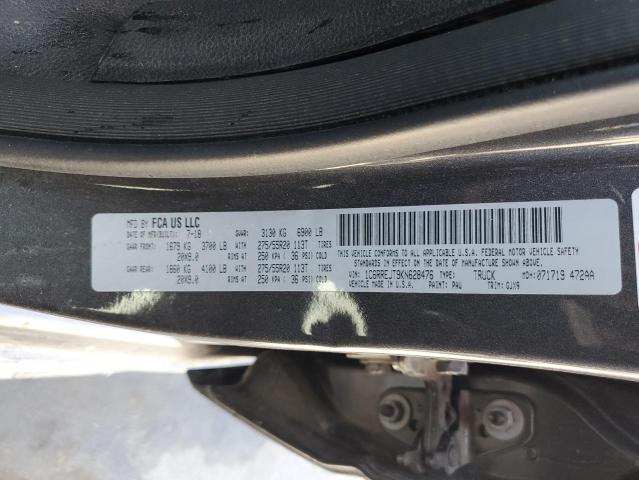 MFD BY FCA US LLC
DATE OF MFR(BUILT): 7-18 GVWR: 3130 KG 6900 LB
GAWR FRONT: 1679 KG 3700 LB WITH 275/55R20 113T TIRES
20X9.0 RIMS AT 250 KPA ( 36 PSI) COLD
GAWR REAR: 1860 KG 4100 LB WITH 275/55R20 113T TIRES
20X9.0 RIMS AT 250 KPA ( 36 PSI) COLD
THIS VEHICLE CONFORMS TO ALL APPLICABLE U.S.A. FEDERAL MOTOR VEHICLE SAFETY
STANDARDS IN EFFECT ON THE DATE OF MANUFACTURE SHOWN ABOVE.
VIN: 1C6RREJT9KN628476 TYPE: TRUCK MDH: 071719 472AA
VEHICLE MADE IN U.S.A. PAINT: PAU TRIM: GJX9